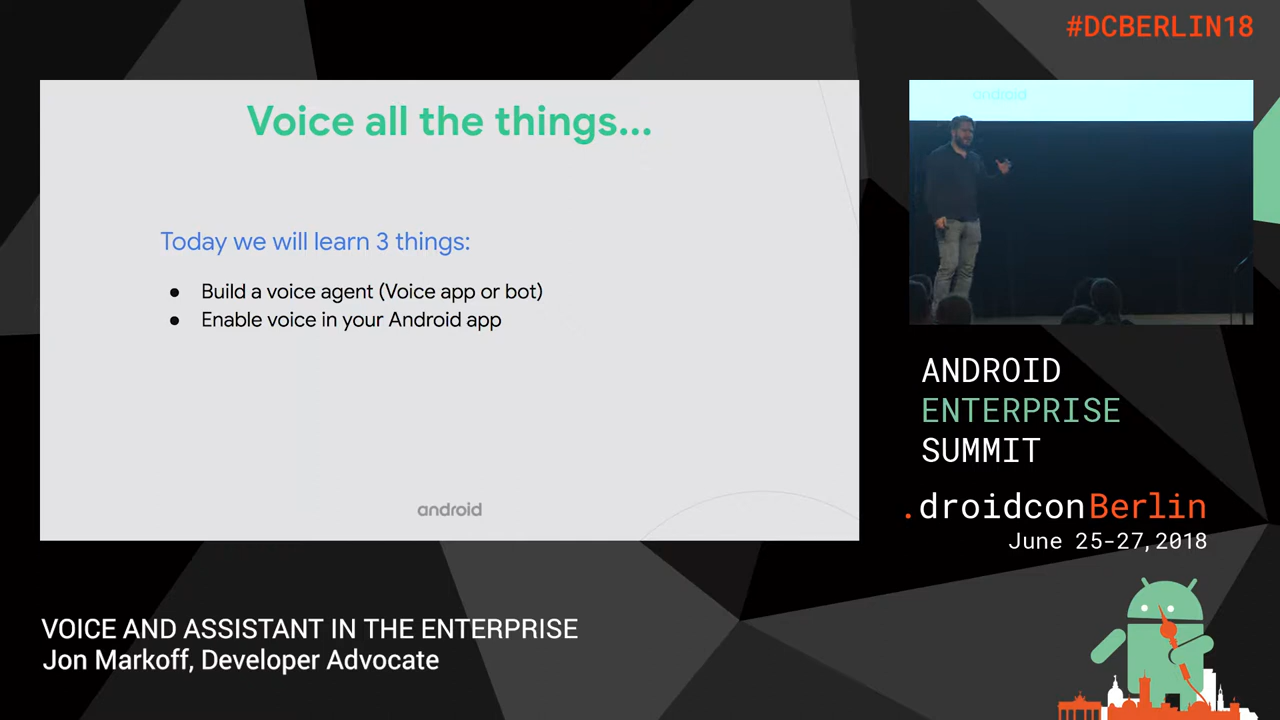 #DCBERLIN18
Voice all the things...
Today we will learn 3 things:
● Build a voice agent (Voice app or bot)
● Enable voice in your Android app
android
android
ANDROID
ENTERPRISE
SUMMIT
.droidconBerlin
June 25-27, 2018
VOICE AND ASSISTANT IN THE ENTERPRISE
Jon Markoff, Developer Advocate